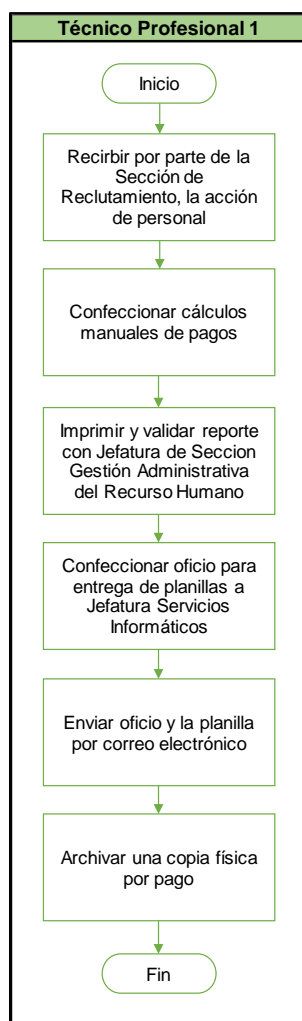 Técnico Profesional 1
Inicio
Recirbir por parte de la
Sección de
Reclutamiento, la acción
de personal
Confeccionar cálculos
manuales de pagos
Imprimir y validar reporte
con Jefatura de Seccion
Gestión Administrativa
del Recurso Humano
Confeccionar oficio para
entrega de planillas a
Jefatura Servicios
Informáticos
Enviar oficio y la planilla
por correo electrónico
Archivar una copia física
por pago
Fin